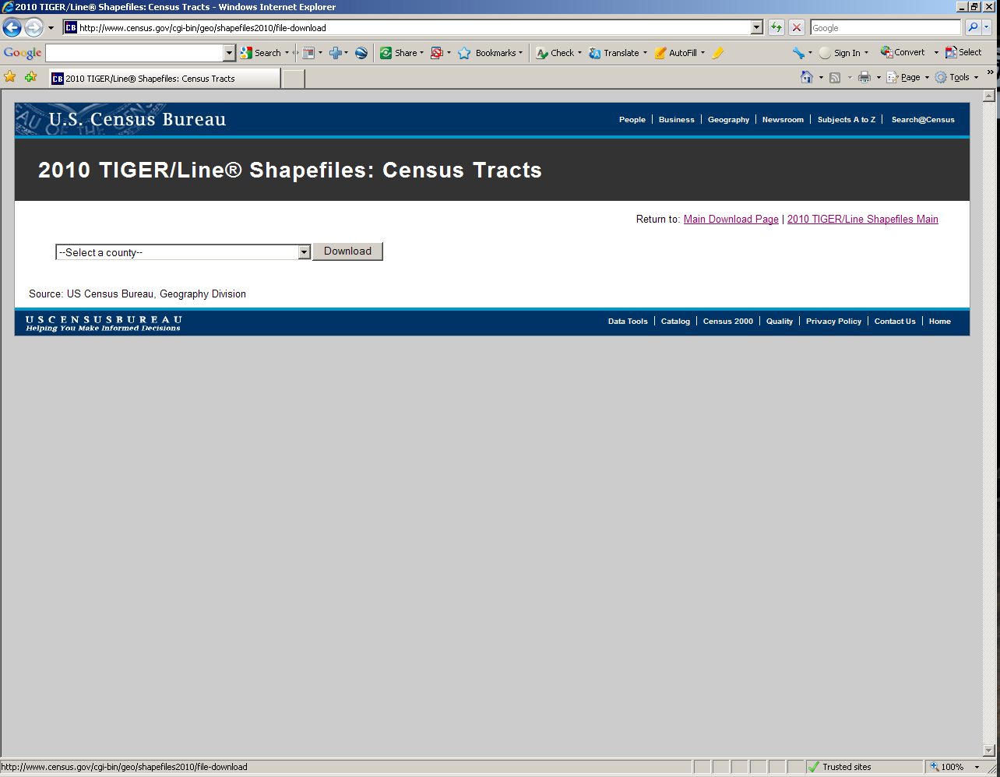 2010 TIGER/Line® Shapefiles: Census Tracts - Windows Internet Explorer
CB http://www.census.gov/cgi-bin/geo/shapefiles2010/file-download Google
Google Search Share Bookmarks Check Translate AutoFill Sign In Convert Select
CB 2010 TIGER/Line® Shapefiles: Census Tracts Page Tools
U.S. Census Bureau People | Business | Geography | Newsroom | Subjects A to Z | Search@Census
2010 TIGER/Line® Shapefiles: Census Tracts
Return to: Main Download Page | 2010 TIGER/Line Shapefiles Main
--Select a county-- Download
Source: US Census Bureau, Geography Division
USCENSUSBUREAU Data Tools | Catalog | Census 2000 | Quality | Privacy Policy | Contact Us | Home
Helping You Make Informed Decisions
http://www.census.gov/cgi-bin/geo/shapefiles2010/file-download Trusted sites 100%